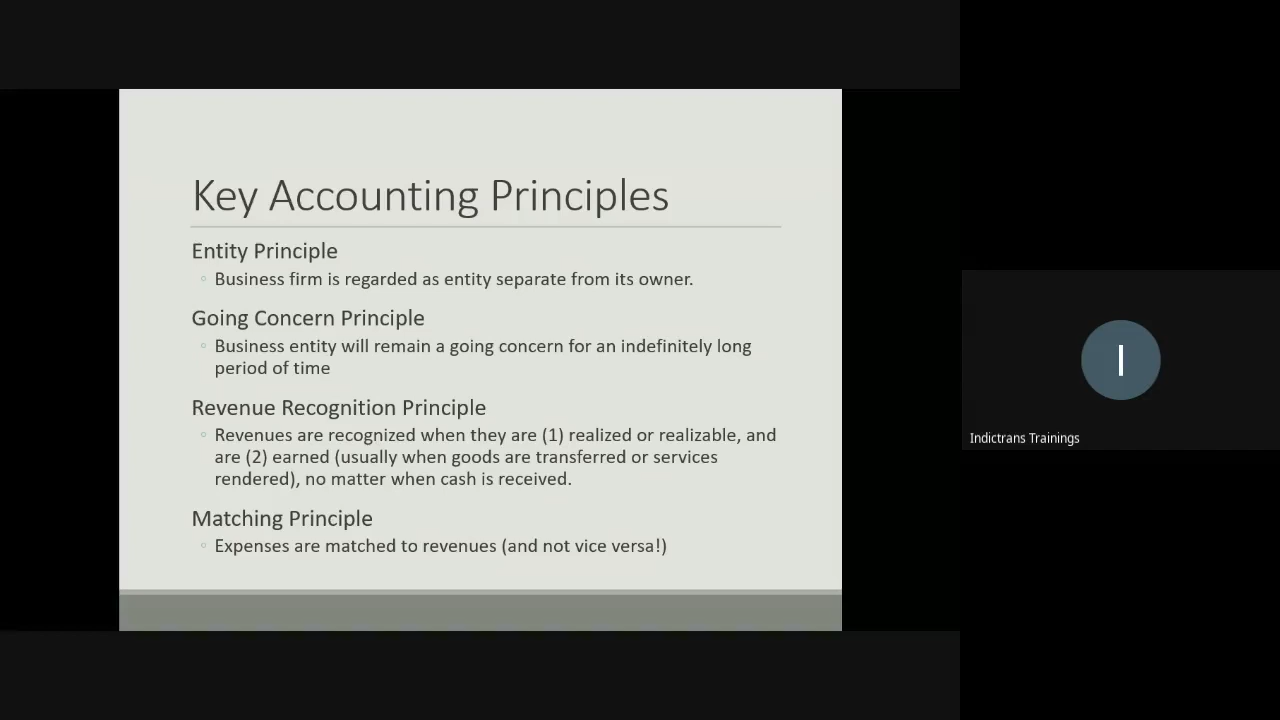 Key Accounting Principles
Entity Principle
◦ Business firm is regarded as entity separate from its owner.
Going Concern Principle
◦ Business entity will remain a going concern for an indefinitely long
period of time
Revenue Recognition Principle
◦ Revenues are recognized when they are (1) realized or realizable, and
are (2) earned (usually when goods are transferred or services
rendered), no matter when cash is received.
Matching Principle
◦ Expenses are matched to revenues (and not vice versa!)
I
Indictrans Trainings